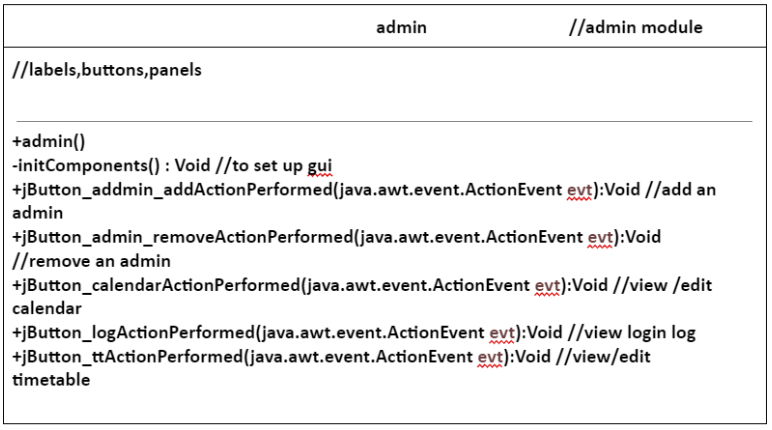 admin //admin module
//labels,buttons,panels
+admin()
-initComponents() : Void //to set up gui
+jButton_addmin_addActionPerformed(java.awt.event.ActionEvent evt):Void //add an
admin
+jButton_admin_removeActionPerformed(java.awt.event.ActionEvent evt):Void
//remove an admin
+jButton_calendarActionPerformed(java.awt.event.ActionEvent evt):Void //view /edit
calendar
+jButton_logActionPerformed(java.awt.event.ActionEvent evt):Void //view login log
+jButton_ttActionPerformed(java.awt.event.ActionEvent evt):Void //view/edit
timetable